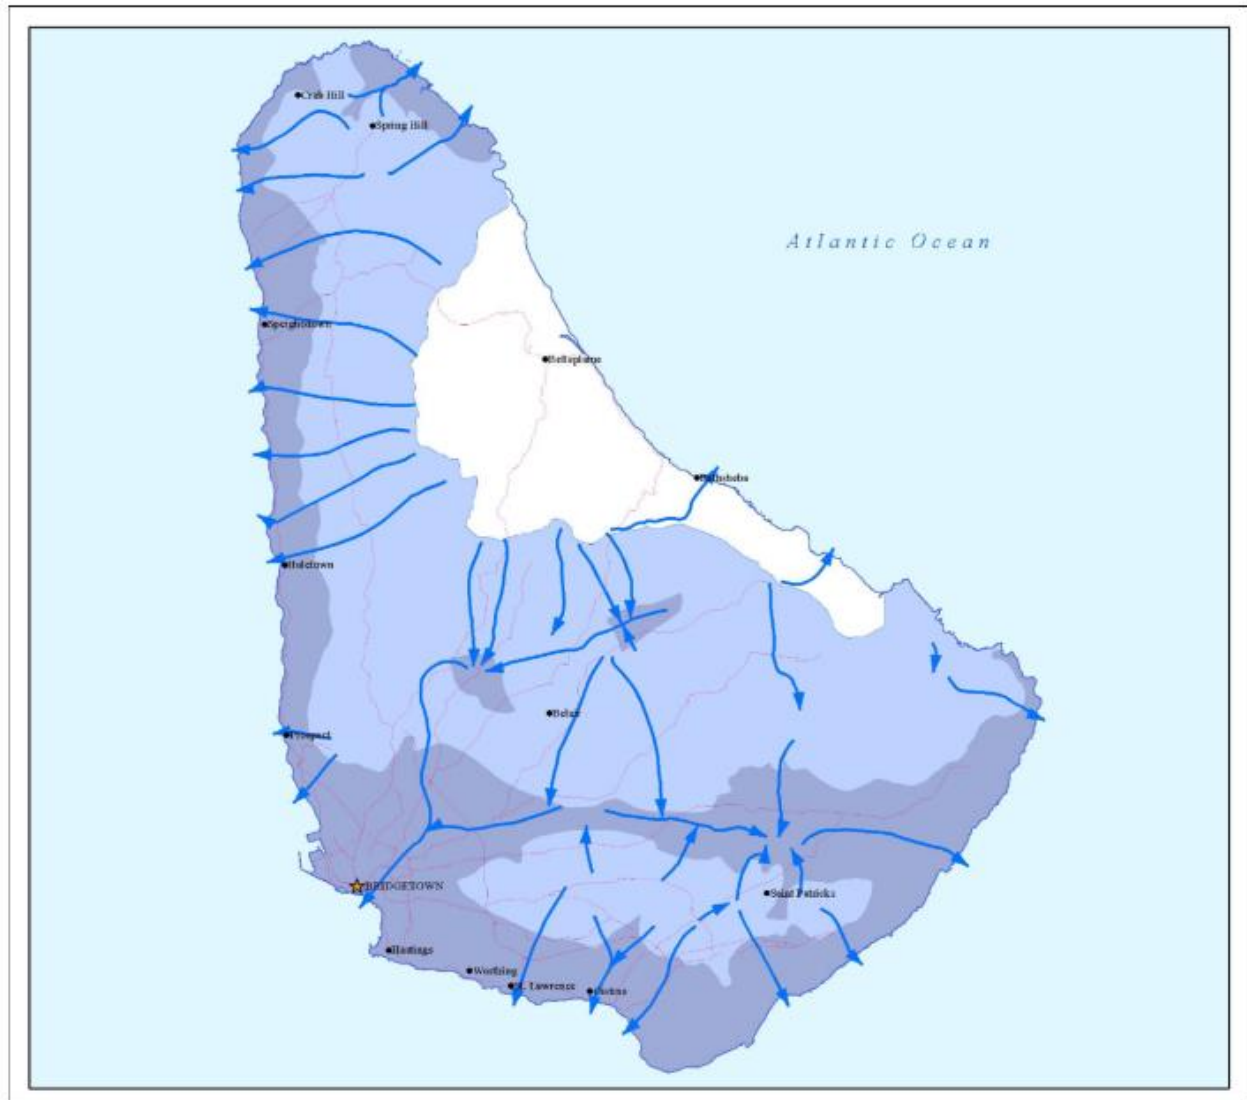 Crab Hill
Spring Hill
Atlantic Ocean
Speightstown
Belleplaine
Bathsheba
Holetown
Belair
Prospect
BRIDGETOWN
Saint Patricks
Hastings
Worthing
St. Lawrence
Oistins